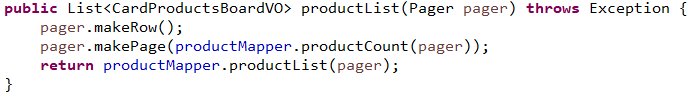 public List<CardProductsBoardVO> productList(Pager pager) throws Exception {
    pager.makeRow();
    pager.makePage(productMapper.productCount(pager));
    return productMapper.productList(pager);
}